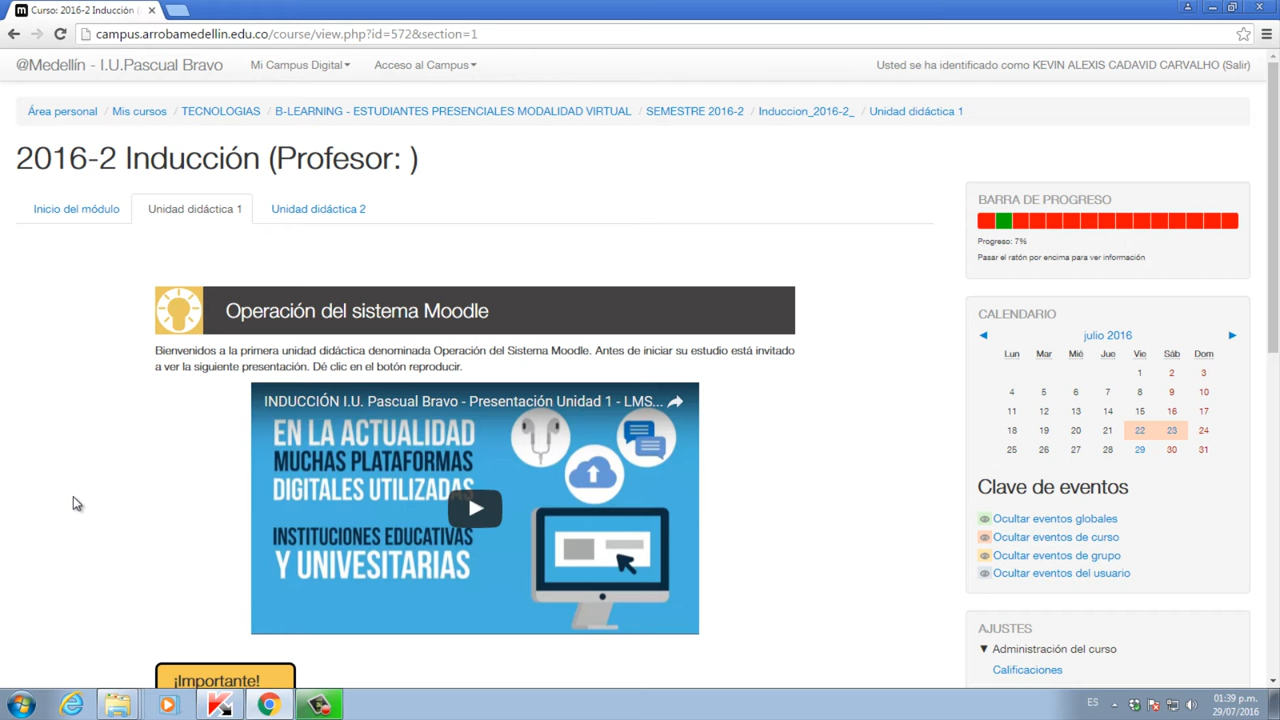 Curso: 2016-2 Inducción (
campus.arrobamedellin.edu.co/course/view.php?id=572&section=1
@Medellín - I.U.Pascual Bravo
Mi Campus Digital
Acceso al Campus
Usted se ha identificado como KEVIN ALEXIS CADAVID CARVALHO (Salir)
Área personal / Mis cursos / TECNOLOGIAS / B-LEARNING - ESTUDIANTES PRESENCIALES MODALIDAD VIRTUAL / SEMESTRE 2016-2 / Induccion_2016-2_ / Unidad didáctica 1
2016-2 Inducción (Profesor: )
Inicio del módulo
Unidad didáctica 1
Unidad didáctica 2
Operación del sistema Moodle
Bienvenidos a la primera unidad didáctica denominada Operación del Sistema Moodle. Antes de iniciar su estudio está invitado
a ver la siguiente presentación. Dé clic en el botón reproducir.
INDUCCIÓN I.U. Pascual Bravo - Presentación Unidad 1 - LMS...
EN LA ACTUALIDAD
MUCHAS PLATAFORMAS
DIGITALES UTILIZADAS
INSTITUCIONES EDUCATIVAS
Y UNIVESITARIAS
¡Importante!
BARRA DE PROGRESO
Progreso: 7%
Pasar el ratón por encima para ver información
CALENDARIO
◄ julio 2016 ►
Lun Mar Mié Jue Vie Sáb Dom
1 2 3
4 5 6 7 8 9 10
11 12 13 14 15 16 17
18 19 20 21 22 23 24
25 26 27 28 29 30 31
Clave de eventos
Ocultar eventos globales
Ocultar eventos de curso
Ocultar eventos de grupo
Ocultar eventos del usuario
AJUSTES
▼ Administración del curso
Calificaciones
ES
01:39 p.m.
29/07/2016